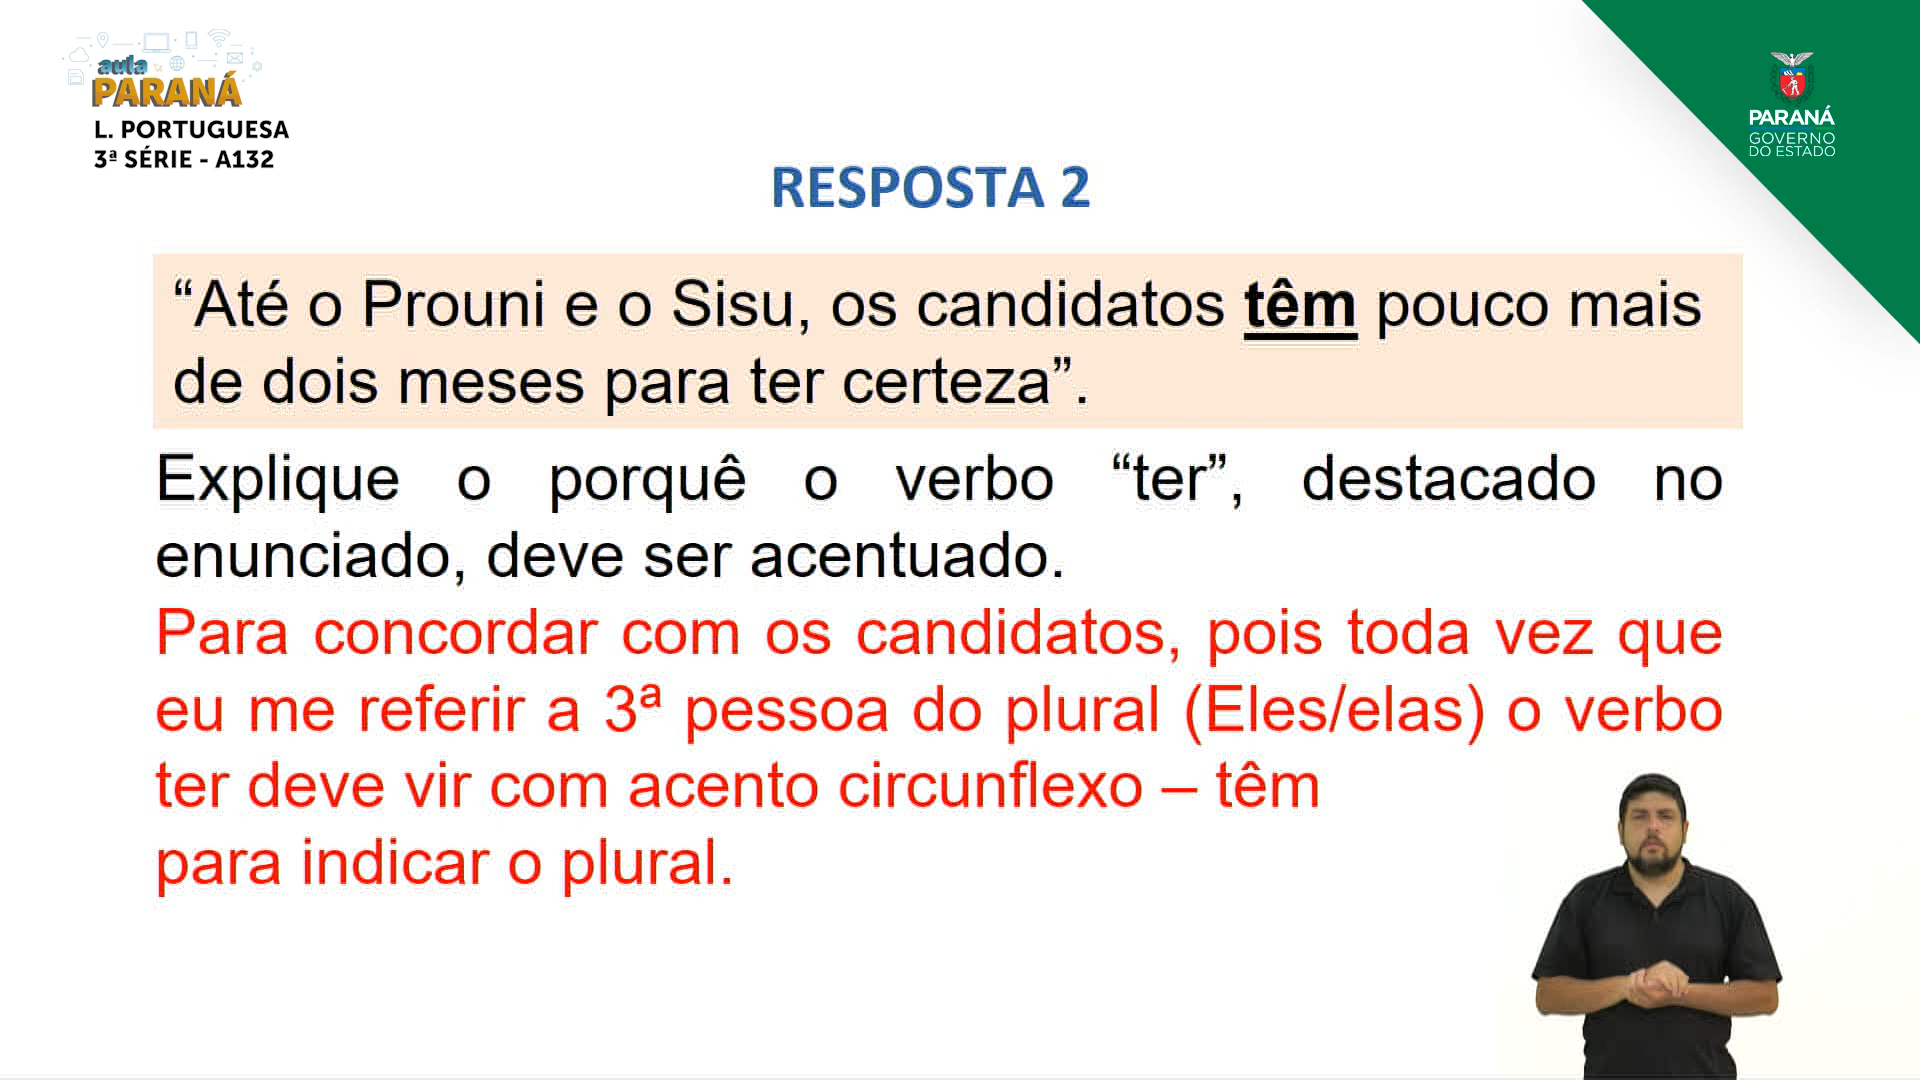 aula
PARANÁ
L. PORTUGUESA
3ª SÉRIE - A132
PARANÁ
GOVERNO
DO ESTADO
RESPOSTA 2
“Até o Prouni e o Sisu, os candidatos têm pouco mais
de dois meses para ter certeza”.
Explique o porquê o verbo “ter”, destacado no
enunciado, deve ser acentuado.
Para concordar com os candidatos, pois toda vez que
eu me referir a 3ª pessoa do plural (Eles/elas) o verbo
ter deve vir com acento circunflexo – têm
para indicar o plural.